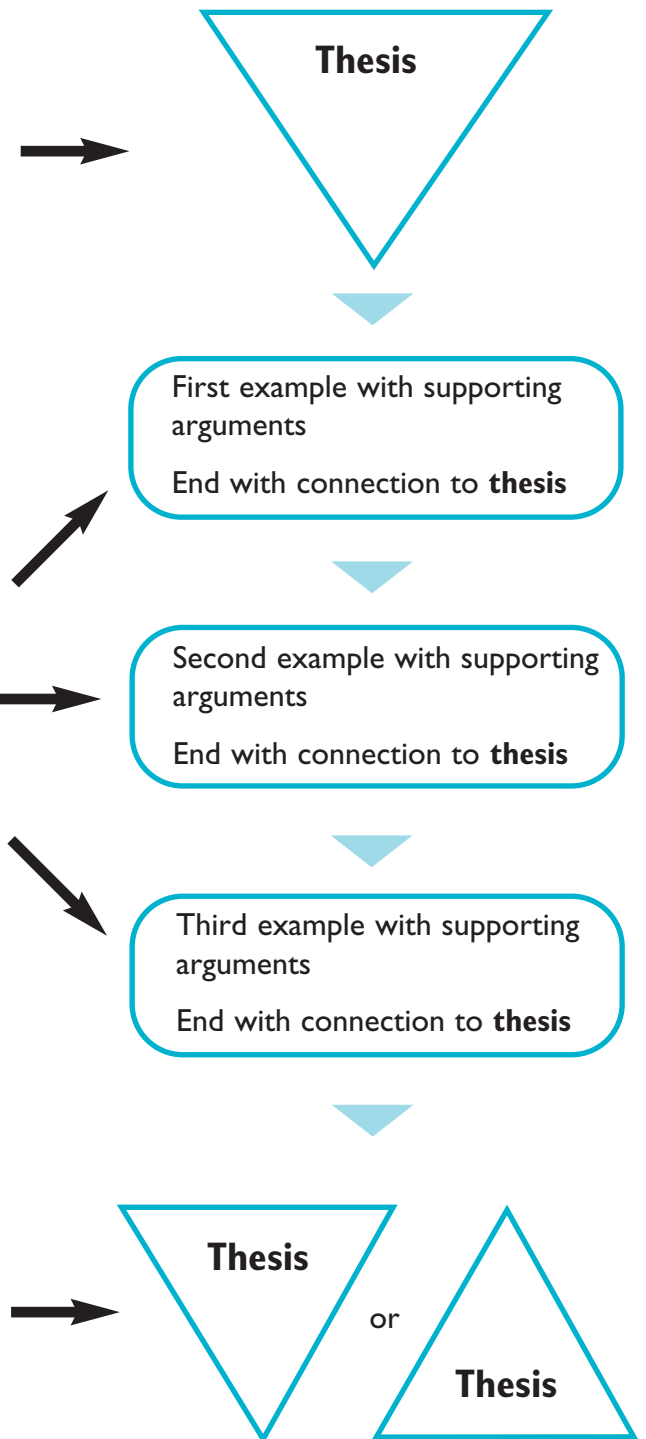 Thesis
First example with supporting
arguments
End with connection to thesis
Second example with supporting
arguments
End with connection to thesis
Third example with supporting
arguments
End with connection to thesis
Thesis
or
Thesis